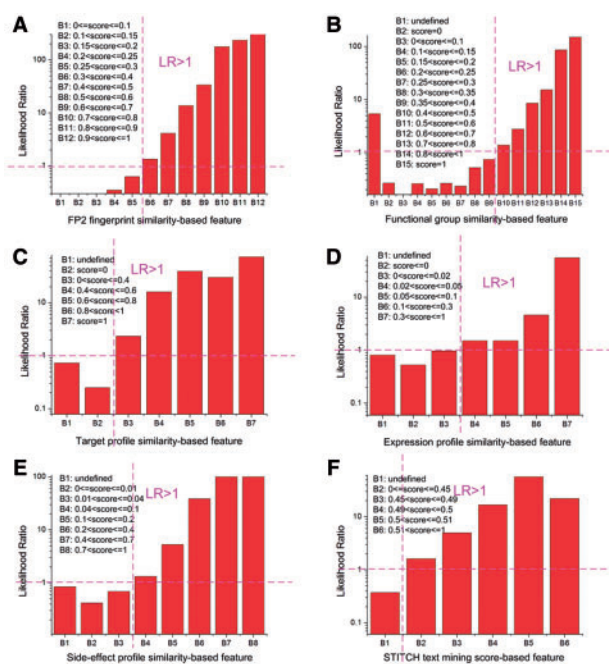 A
B1: 0<=score<=0.1
B2: 0.1<score<=0.15
B3: 0.15<score<=0.2
B4: 0.2<score<=0.25
B5: 0.25<score<=0.3
B6: 0.3<score<=0.4
B7: 0.4<score<=0.5
B8: 0.5<score<=0.6
B9: 0.6<score<=0.7
B10: 0.7<score<=0.8
B11: 0.8<score<=0.9
B12: 0.9<score<=1
LR>1
Likelihood Ratio
100
10
1
B1 B2 B3 B4 B5 B6 B7 B8 B9 B10 B11 B12
FP2 fingerprint similarity-based feature
B
B1: undefined
B2: score=0
B3: 0<score<=0.1
B4: 0.1<score<=0.15
B5: 0.15<score<=0.2
B6: 0.2<score<=0.25
B7: 0.25<score<=0.3
B8: 0.3<score<=0.35
B9: 0.35<score<=0.4
B10: 0.4<score<=0.5
B11: 0.5<score<=0.6
B12: 0.6<score<=0.7
B13: 0.7<score<=0.8
B14: 0.8<score<1
B15: score=1
LR>1
Likelihood Ratio
100
10
1
B1 B2 B3 B4 B5 B6 B7 B8 B9 B10 B11 B12 B13 B14 B15
Functional group similarity-based feature
C
B1: undefined
B2: score=0
B3: 0<score<=0.4
B4: 0.4<score<=0.6
B5: 0.6<score<=0.8
B6: 0.8<score<1
B7: score=1
LR>1
Likelihood Ratio
10
1
0.1
B1 B2 B3 B4 B5 B6 B7
Target profile similarity-based feature
D
B1: undefined
B2: score<=0
B3: 0<score<=0.02
B4: 0.02<score<=0.05
B5: 0.05<score<=0.1
B6: 0.1<score<=0.3
B7: 0.3<score<=1
LR>1
Likelihood Ratio
10
1
0.1
B1 B2 B3 B4 B5 B6 B7
Expression profile similarity-based feature
E
B1: undefined
B2: 0<=score<=0.01
B3: 0.01<score<=0.04
B4: 0.04<score<=0.1
B5: 0.1<score<=0.2
B6: 0.2<score<=0.4
B7: 0.4<score<=0.7
B8: 0.7<score<=1
LR>1
Likelihood Ratio
100
10
1
B1 B2 B3 B4 B5 B6 B7 B8
Side-effect profile similarity-based feature
F
B1: undefined
B2: 0<=score<=0.45
B3: 0.45<score<=0.49
B4: 0.49<score<=0.5
B5: 0.5<score<=0.51
B6: 0.51<score<=1
LR>1
Likelihood Ratio
10
1
0.1
B1 B2 B3 B4 B5 B6
STITCH text mining score-based feature